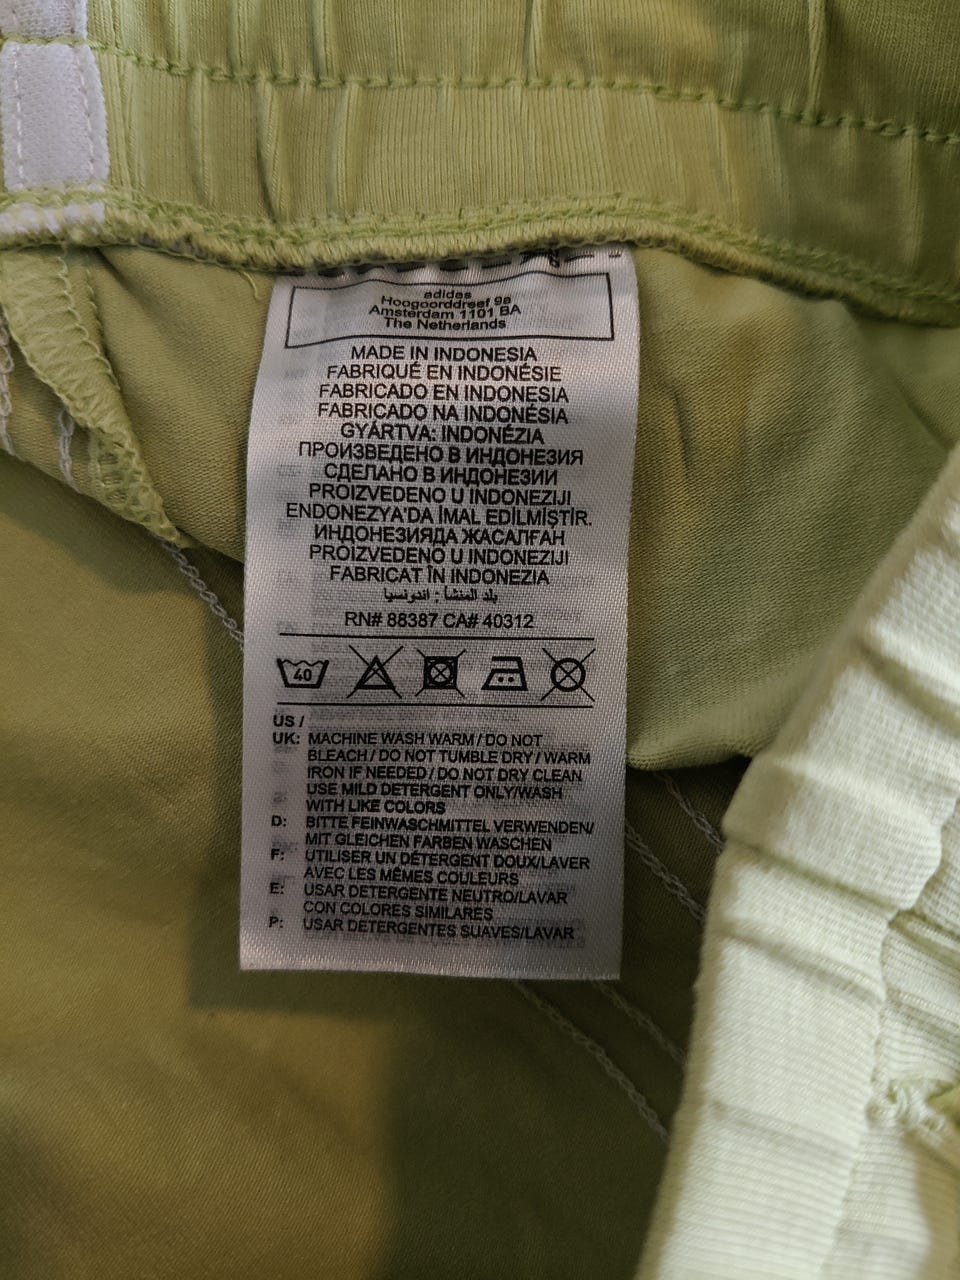 adidas
Hoogoorddreef 9a
Amsterdam 1101 BA
The Netherlands
MADE IN INDONESIA
FABRIQUÉ EN INDONÉSIE
FABRICADO EN INDONESIA
FABRICADO NA INDONÉSIA
GYÁRTVA: INDONÉZIA
ПРОИЗВЕДЕНО В ИНДОНЕЗИЯ
СДЕЛАНО В ИНДОНЕЗИИ
PROIZVEDENO U INDONEZIJI
ENDONEZYA'DA İMAL EDİLMİŞTİR.
ИНДОНЕЗИЯДА ЖАСАЛҒАН
PROIZVEDENO U INDONEZIJI
FABRICAT ÎN INDONEZIA
بلد المنشأ : اندونسيا
RN# 88387 CA# 40312
40
US /
UK: MACHINE WASH WARM / DO NOT
BLEACH / DO NOT TUMBLE DRY / WARM
IRON IF NEEDED / DO NOT DRY CLEAN
USE MILD DETERGENT ONLY/WASH
WITH LIKE COLORS
D: BITTE FEINWASCHMITTEL VERWENDEN/
MIT GLEICHEN FARBEN WASCHEN
F: UTILISER UN DÉTERGENT DOUX/LAVER
AVEC LES MÊMES COULEURS
E: USAR DETERGENTE NEUTRO/LAVAR
CON COLORES SIMILARES
P: USAR DETERGENTES SUAVES/LAVAR